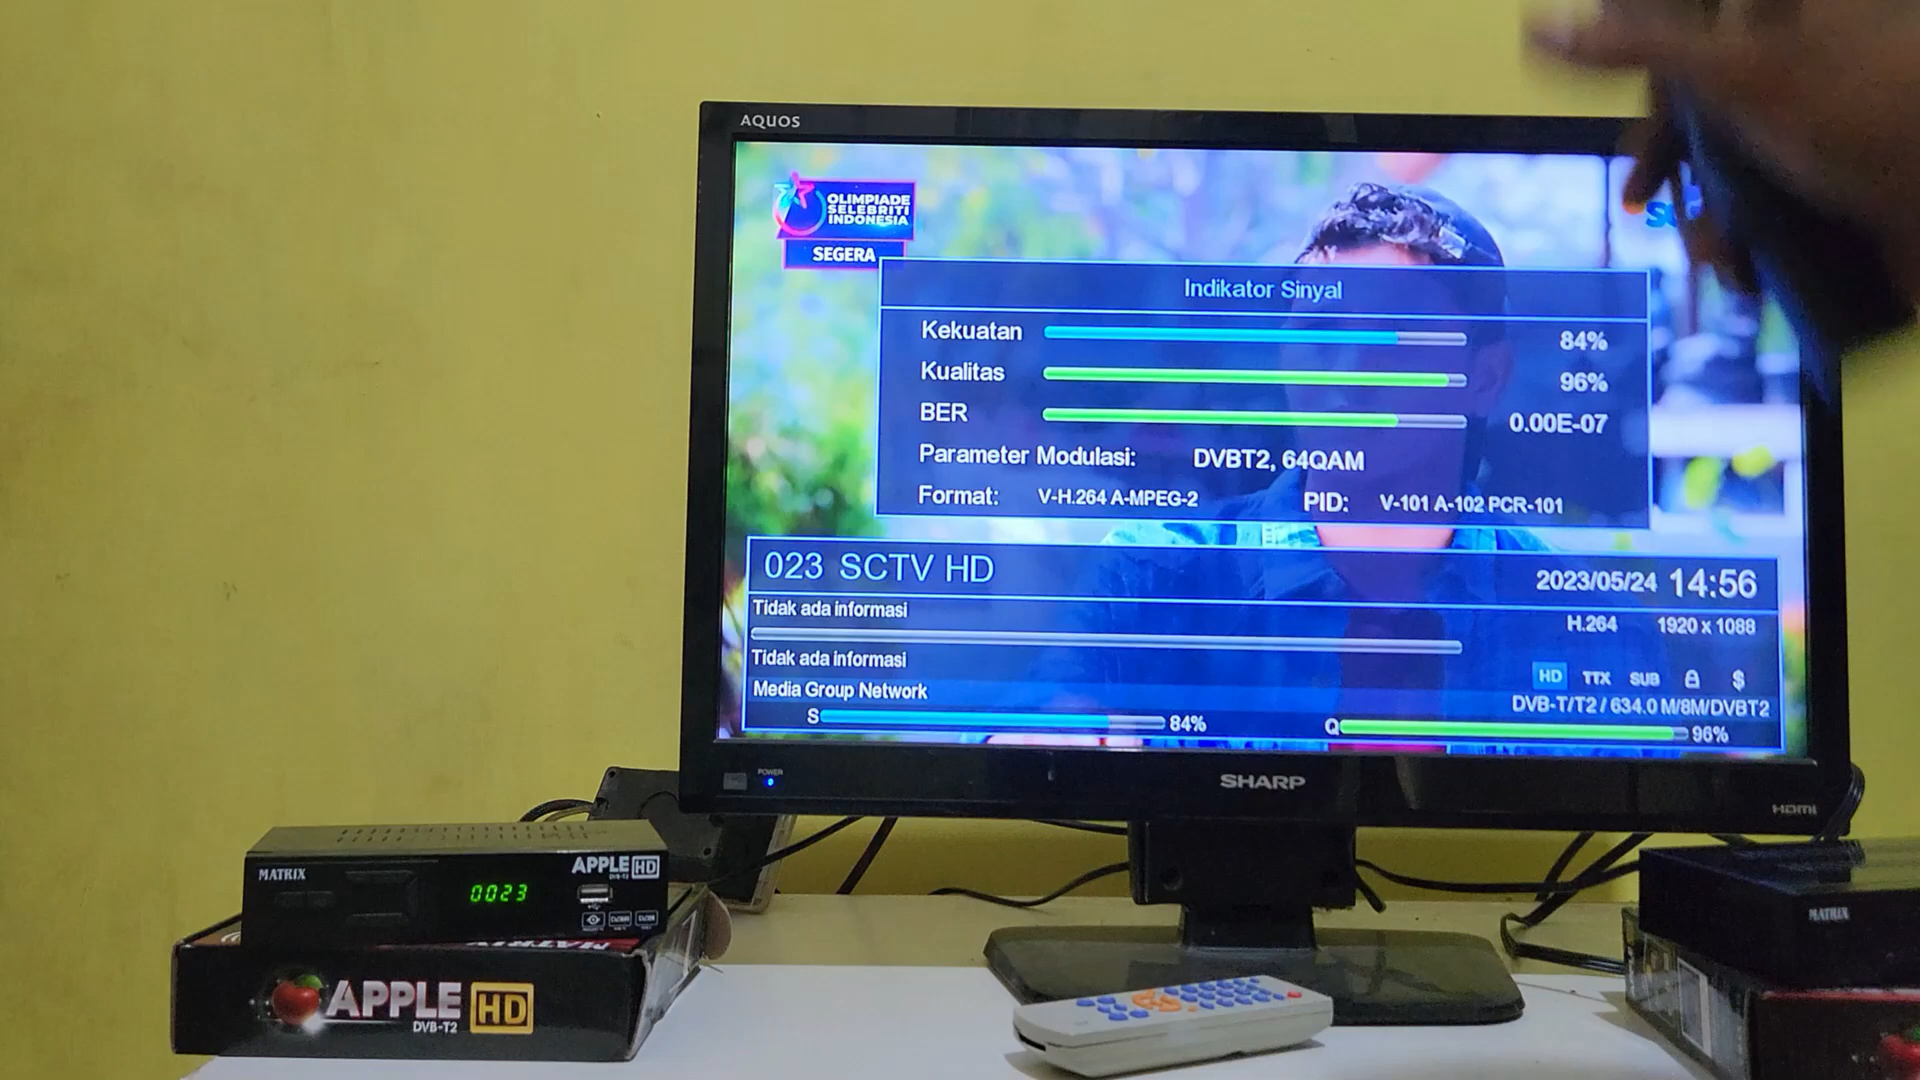 AQUOS
OLIMPIADE
SELEBRITI
INDONESIA
SEGERA
Indikator Sinyal
Kekuatan 84%
Kualitas 96%
BER 0.00E-07
Parameter Modulasi: DVBT2, 64QAM
Format: V-H.264 A-MPEG-2 PID: V-101 A-102 PCR-101
023 SCTV HD 2023/05/24 14:56
Tidak ada informasi
H.264 1920 x 1088
Tidak ada informasi
HD TTX SUB $
Media Group Network
DVB-T/T2 / 634.0 M/8M/DVBT2
S 84% Q 96%
POWER
SHARP
HDMI
MATRIX
APPLE HD
DVB-T2
0023
MATRIX
APPLE HD
DVB-T2
MATRIX